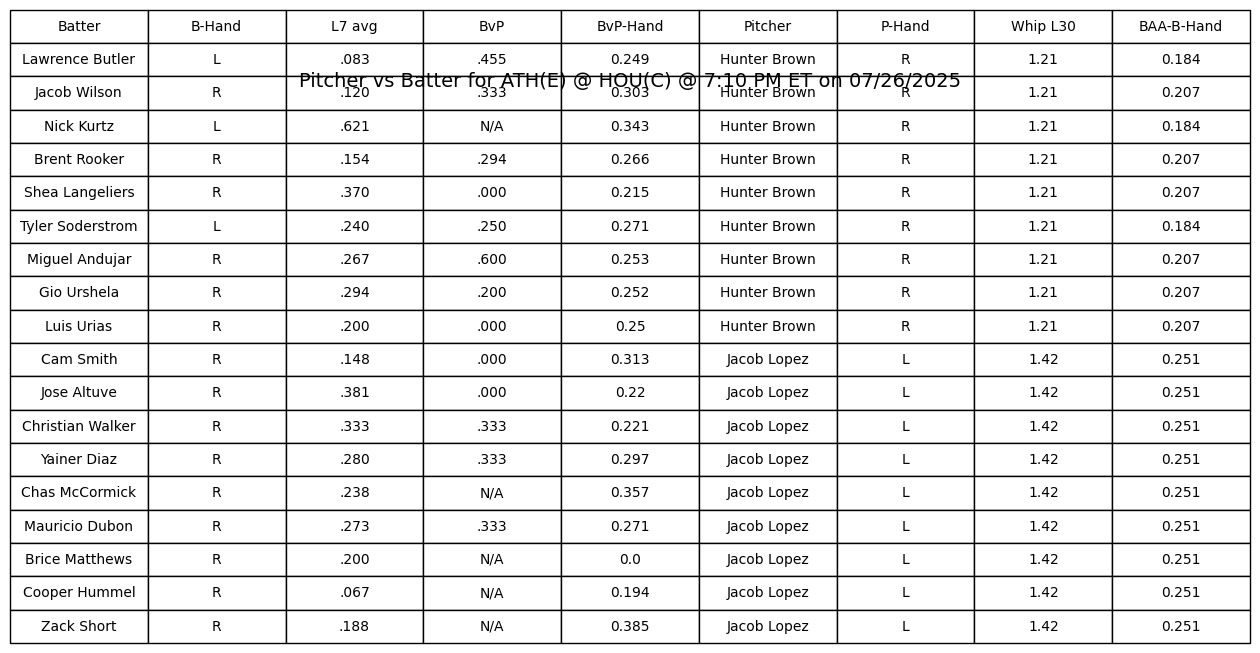 Batter B-Hand L7 avg BvP BvP-Hand Pitcher P-Hand Whip L30 BAA-B-Hand
Lawrence Butler L .083 .455 0.249 Hunter Brown R 1.21 0.184
Pitcher vs Batter for ATH(E) @ HOU(C) @ 7:10 PM ET on 07/26/2025
Jacob Wilson R .120 .333 0.303 Hunter Brown R 1.21 0.207
Nick Kurtz L .621 N/A 0.343 Hunter Brown R 1.21 0.184
Brent Rooker R .154 .294 0.266 Hunter Brown R 1.21 0.207
Shea Langeliers R .370 .000 0.215 Hunter Brown R 1.21 0.207
Tyler Soderstrom L .240 .250 0.271 Hunter Brown R 1.21 0.184
Miguel Andujar R .267 .600 0.253 Hunter Brown R 1.21 0.207
Gio Urshela R .294 .200 0.252 Hunter Brown R 1.21 0.207
Luis Urias R .200 .000 0.25 Hunter Brown R 1.21 0.207
Cam Smith R .148 .000 0.313 Jacob Lopez L 1.42 0.251
Jose Altuve R .381 .000 0.22 Jacob Lopez L 1.42 0.251
Christian Walker R .333 .333 0.221 Jacob Lopez L 1.42 0.251
Yainer Diaz R .280 .333 0.297 Jacob Lopez L 1.42 0.251
Chas McCormick R .238 N/A 0.357 Jacob Lopez L 1.42 0.251
Mauricio Dubon R .273 .333 0.271 Jacob Lopez L 1.42 0.251
Brice Matthews R .200 N/A 0.0 Jacob Lopez L 1.42 0.251
Cooper Hummel R .067 N/A 0.194 Jacob Lopez L 1.42 0.251
Zack Short R .188 N/A 0.385 Jacob Lopez L 1.42 0.251